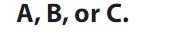 A, B, or C.